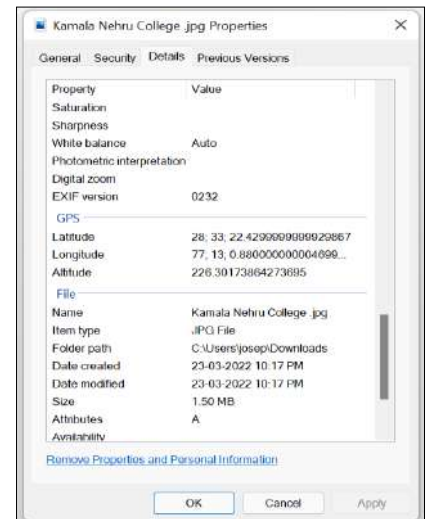 Kamala Nehru College .jpg Properties
General Security Details Previous Versions
Property Value
Saturation
Sharpness
White balance Auto
Photometric interpretation
Digital zoom
EXIF version 0232
GPS
Latitude 28; 33; 22.4299999999929867
Longitude 77; 13; 0.880000000004699...
Altitude 226.30173864273695
File
Name Kamala Nehru College .jpg
Item type JPG File
Folder path C:\Users\josep\Downloads
Date created 23-03-2022 10:17 PM
Date modified 23-03-2022 10:17 PM
Size 1.50 MB
Attributes A
Availability
Remove Properties and Personal Information
OK Cancel Apply